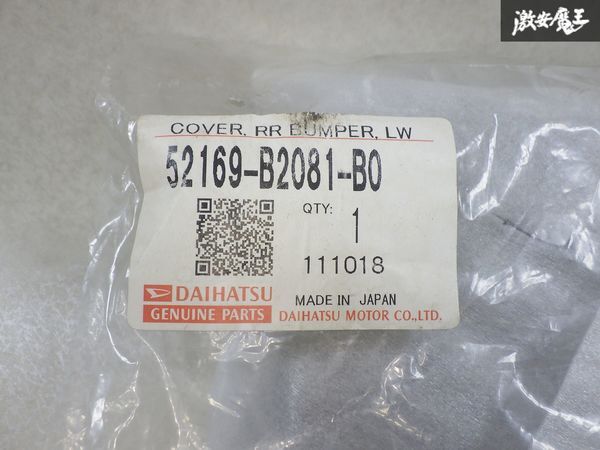 激安魔王
COVER, RR BUMPER, LW
52169-B2081-B0
QTY: 1
111018
DAIHATSU
GENUINE PARTS
MADE IN JAPAN
DAIHATSU MOTOR CO.,LTD.